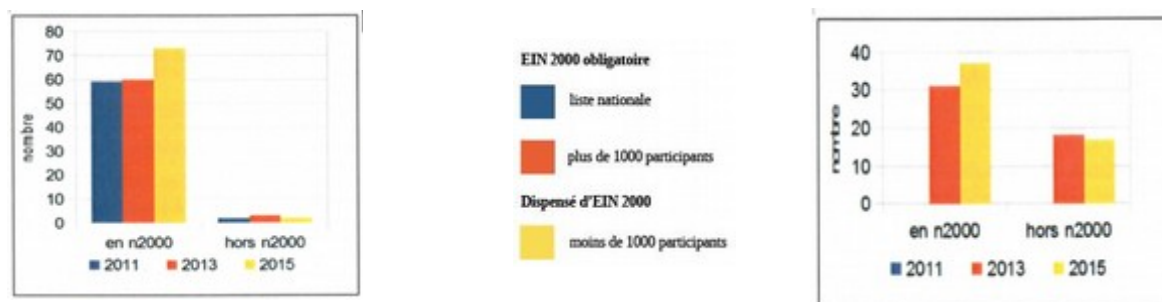 80
70
60
50
40
30
20
10
0
nombre
en n2000 hors n2000
2011 2013 2015
EIN 2000 obligatoire
liste nationale
plus de 1000 participants
Dispensé d'EIN 2000
moins de 1000 participants
40
30
20
10
0
nombre
en n2000 hors n2000
2011 2013 2015